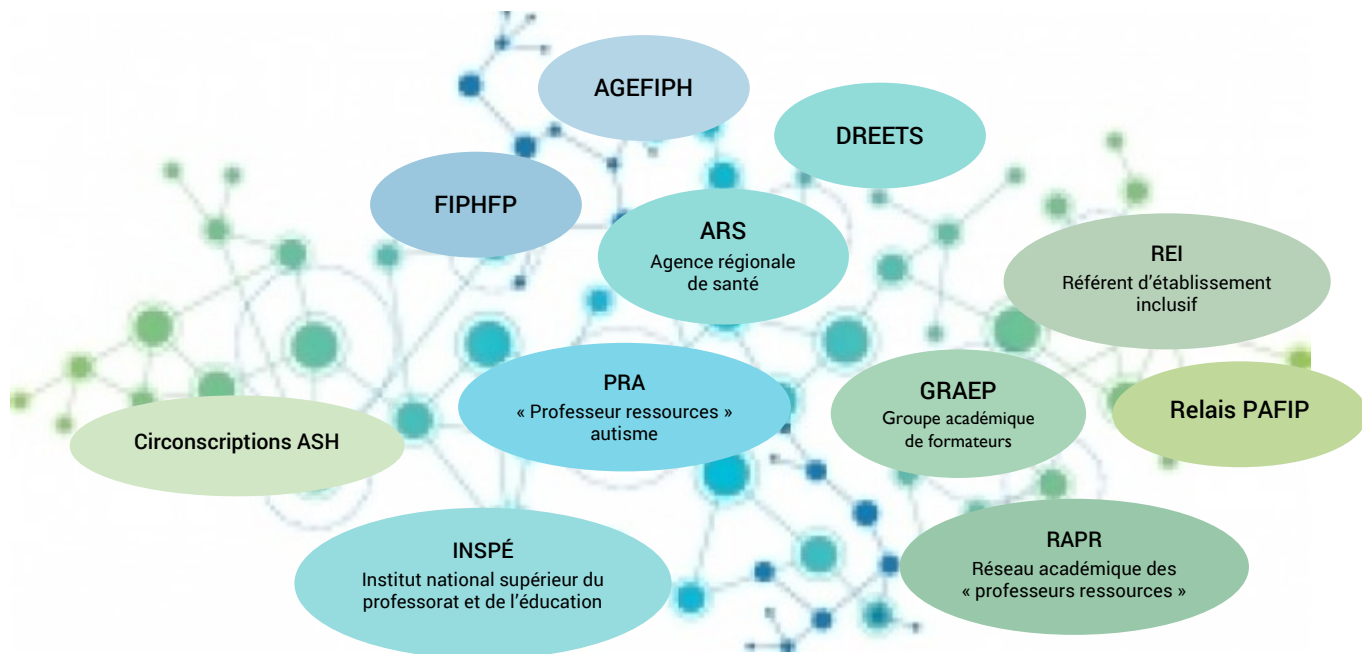 AGEFIPH
DREETS
FIPHFP
ARS
Agence régionale
de santé
REI
Référent d’établissement
inclusif
PRA
« Professeur ressources »
autisme
GRAEP
Groupe académique
de formateurs
Relais PAFIP
Circonscriptions ASH
INSPÉ
Institut national supérieur du
professorat et de l’éducation
RAPR
Réseau académique des
« professeurs ressources »